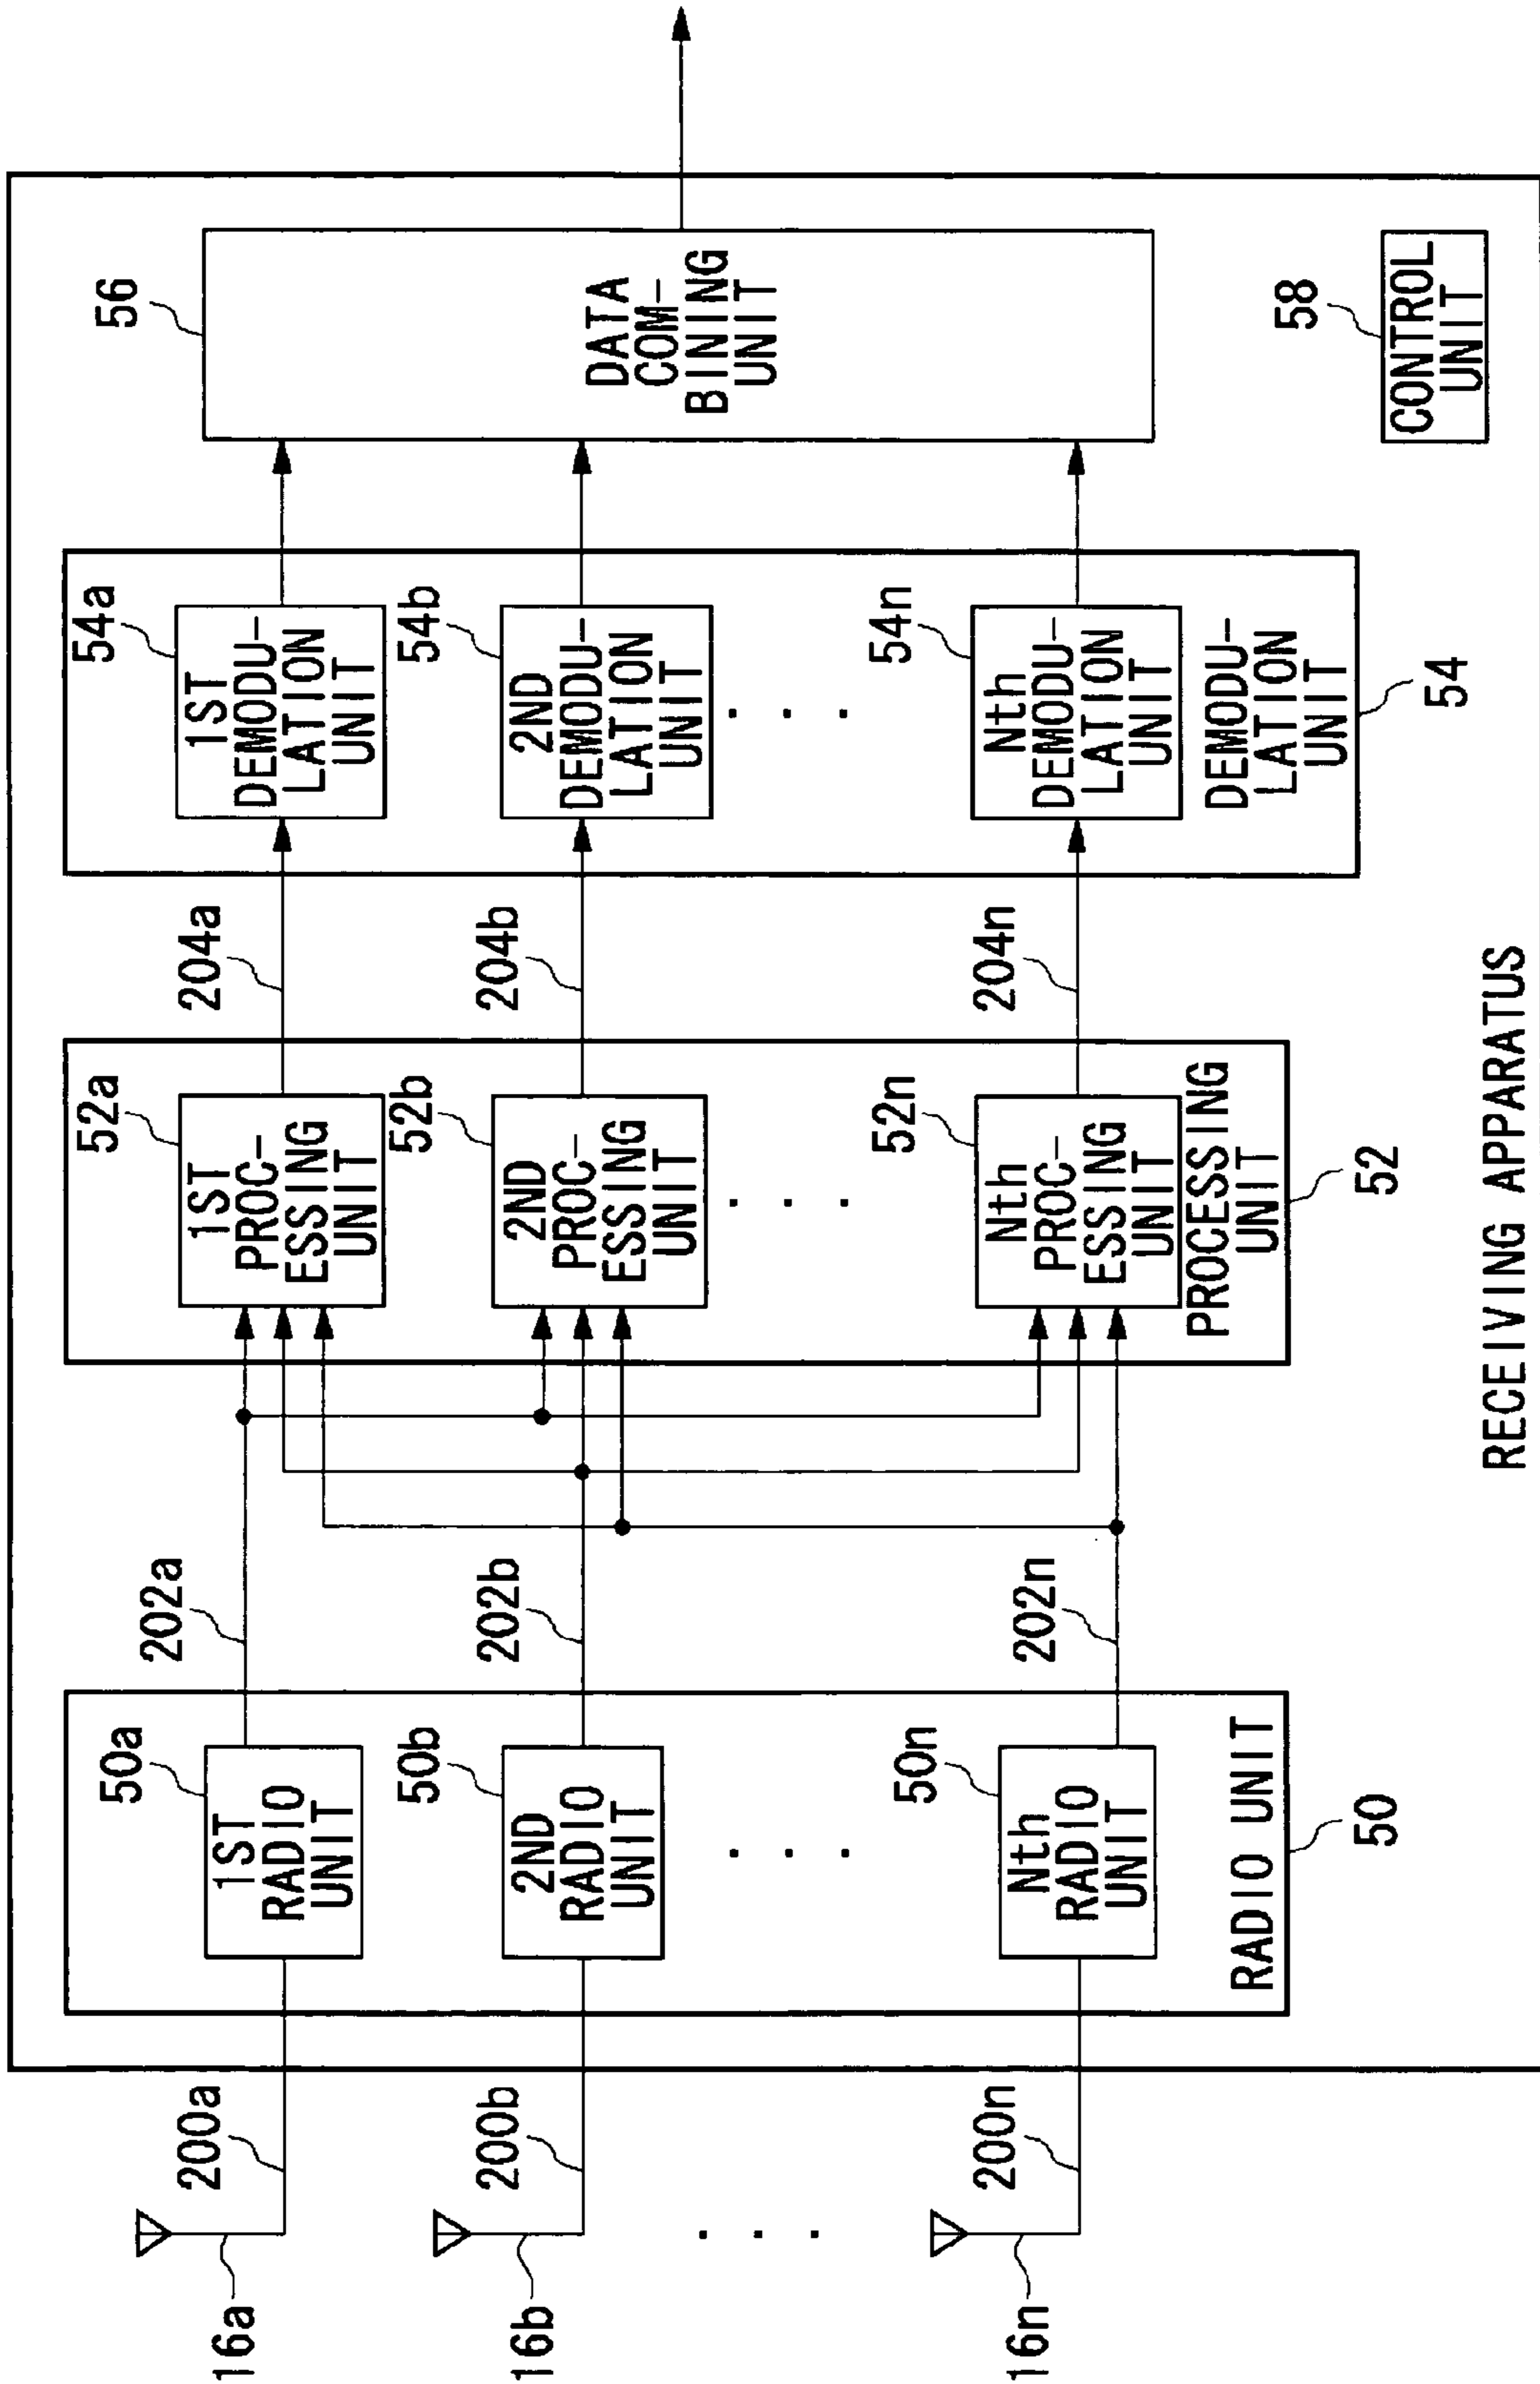 16a
200a
16b
200b
16n
200n
50a
1ST
RADIO
UNIT
50b
2ND
RADIO
UNIT
50n
Nth
RADIO
UNIT
RADIO UNIT
50
202a
202b
202n
52a
1ST
PROC-
ESSING
UNIT
52b
2ND
PROC-
ESSING
UNIT
52n
Nth
PROC-
ESSING
UNIT
PROCESSING
UNIT
52
204a
204b
204n
54a
1ST
DEMODU-
LATION
UNIT
54b
2ND
DEMODU-
LATION
UNIT
54n
Nth
DEMODU-
LATION
UNIT
DEMODU-
LATION
UNIT
54
56
DATA
COM-
BINING
UNIT
58
CONTROL
UNIT
RECEIVING APPARATUS